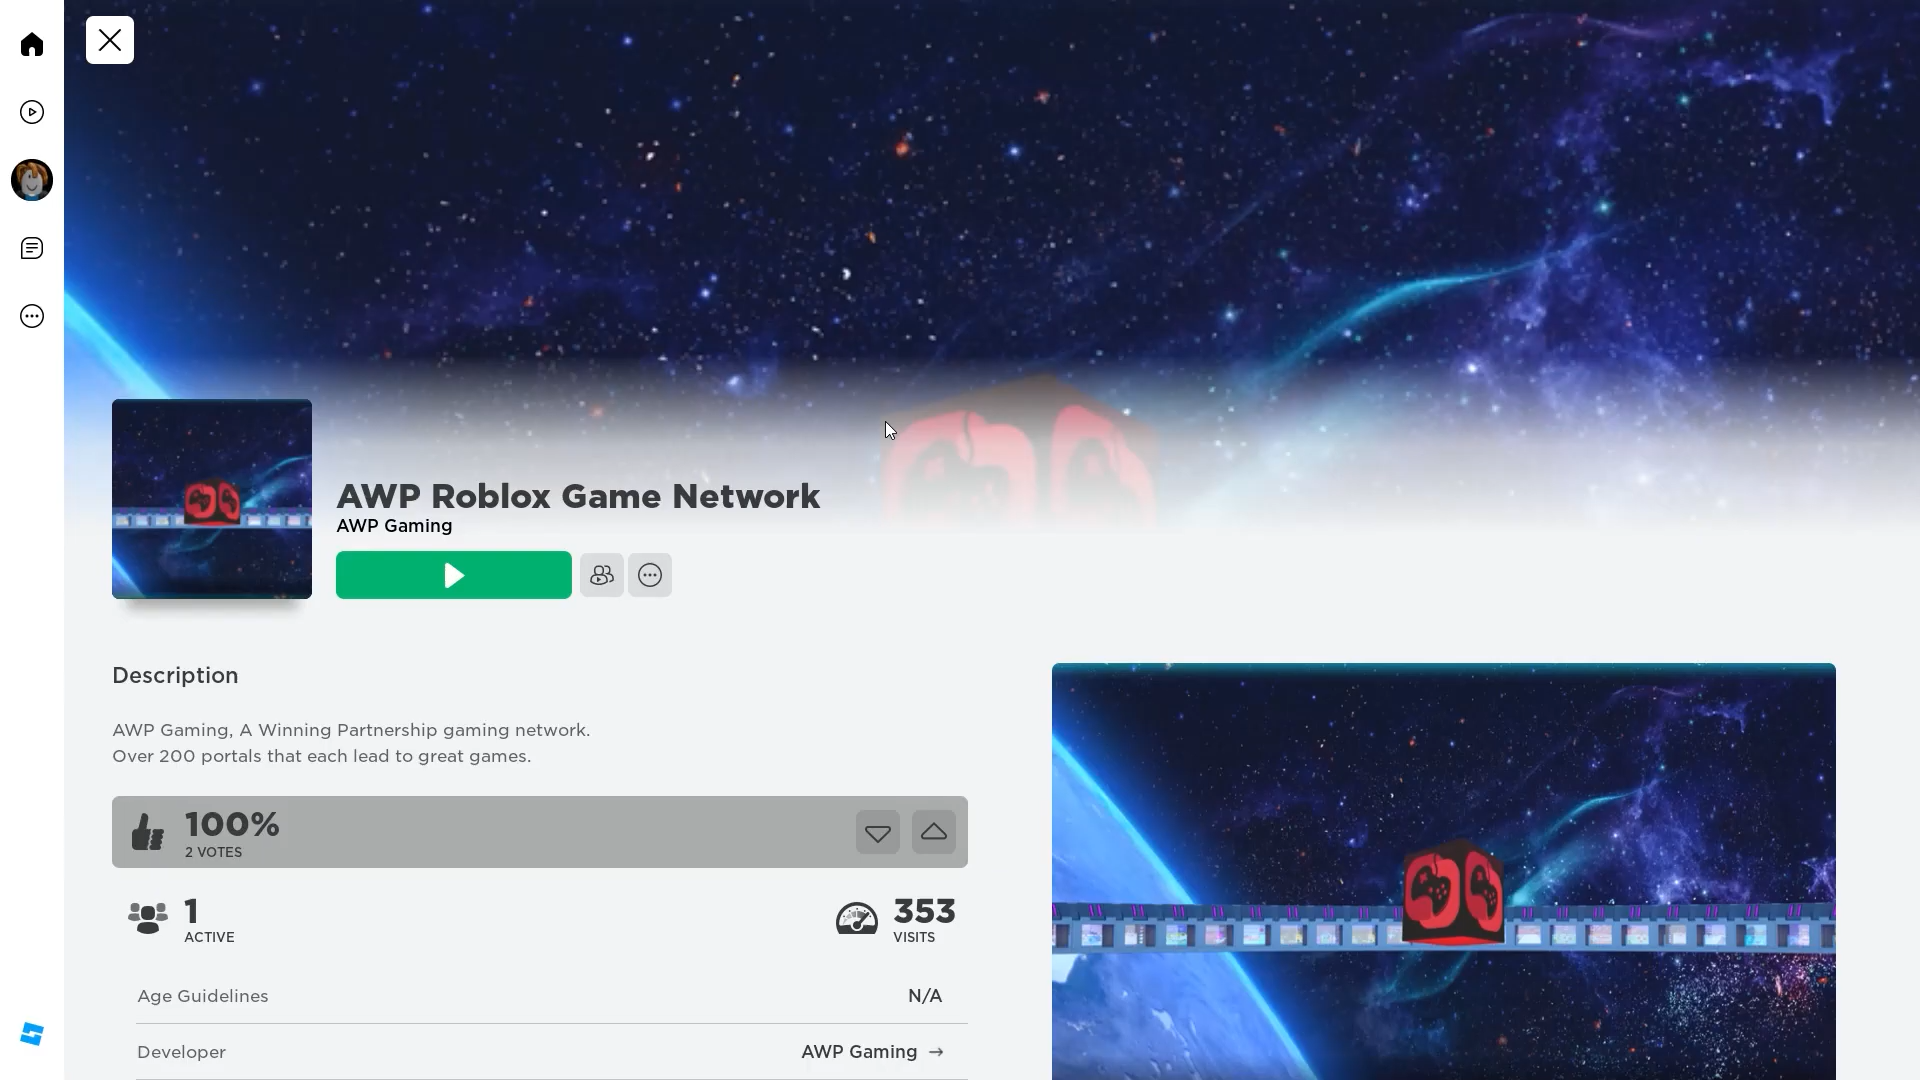 AWP Roblox Game Network
AWP Gaming
Description
AWP Gaming, A Winning Partnership gaming network.
Over 200 portals that each lead to great games.
100%
2 VOTES
1
ACTIVE
353
VISITS
Age Guidelines
N/A
Developer
AWP Gaming →